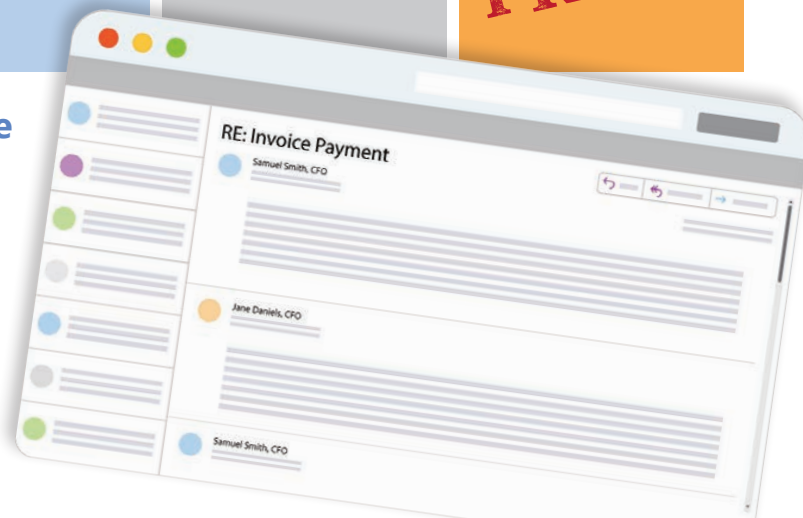 e
RE: Invoice Payment
Samuel Smith, CFO
Jane Daniels, CFO
Samuel Smith, CFO